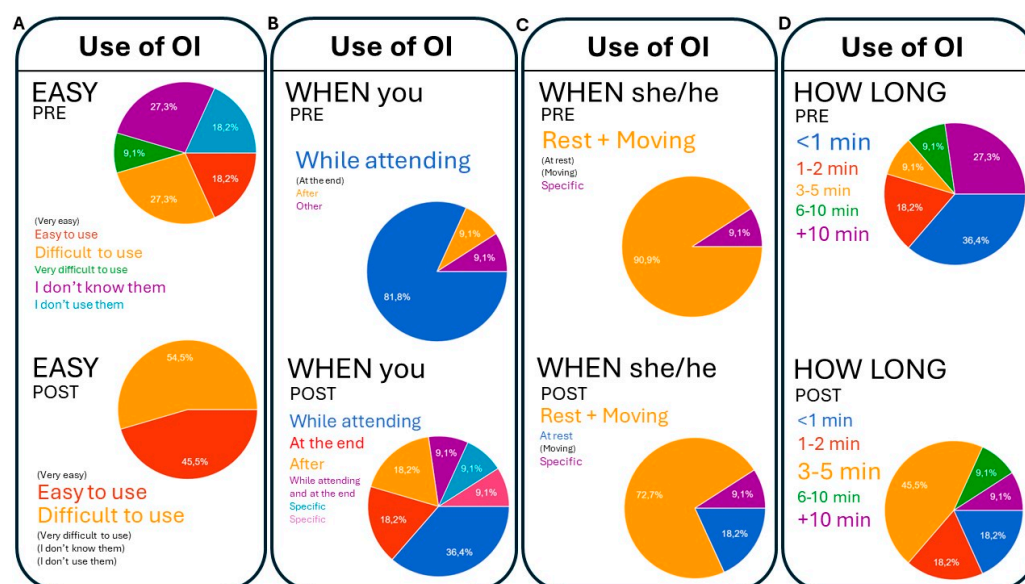 A
Use of OI
EASY
PRE
27,3%
18,2%
9,1%
27,3%
18,2%
(Very easy)
Easy to use
Difficult to use
Very difficult to use
I don't know them
I don't use them
EASY
POST
54,5%
45,5%
(Very easy)
Easy to use
Difficult to use
(Very difficult to use)
(I don't know them)
(I don't use them)
B
Use of OI
WHEN you
PRE
While attending
(At the end)
After
Other
9,1%
9,1%
81,8%
WHEN you
POST
While attending
At the end
After
While attending
and at the end
Specific
Specific
9,1%
9,1%
18,2%
9,1%
18,2%
36,4%
C
Use of OI
WHEN she/he
PRE
Rest + Moving
(At rest)
(Moving)
Specific
9,1%
90,9%
WHEN she/he
POST
Rest + Moving
At rest
(Moving)
Specific
72,7%
9,1%
18,2%
D
Use of OI
HOW LONG
PRE
<1 min
1-2 min
3-5 min
6-10 min
+10 min
9,1%
27,3%
9,1%
18,2%
36,4%
HOW LONG
POST
<1 min
1-2 min
3-5 min
6-10 min
+10 min
45,5%
9,1%
9,1%
18,2%
18,2%